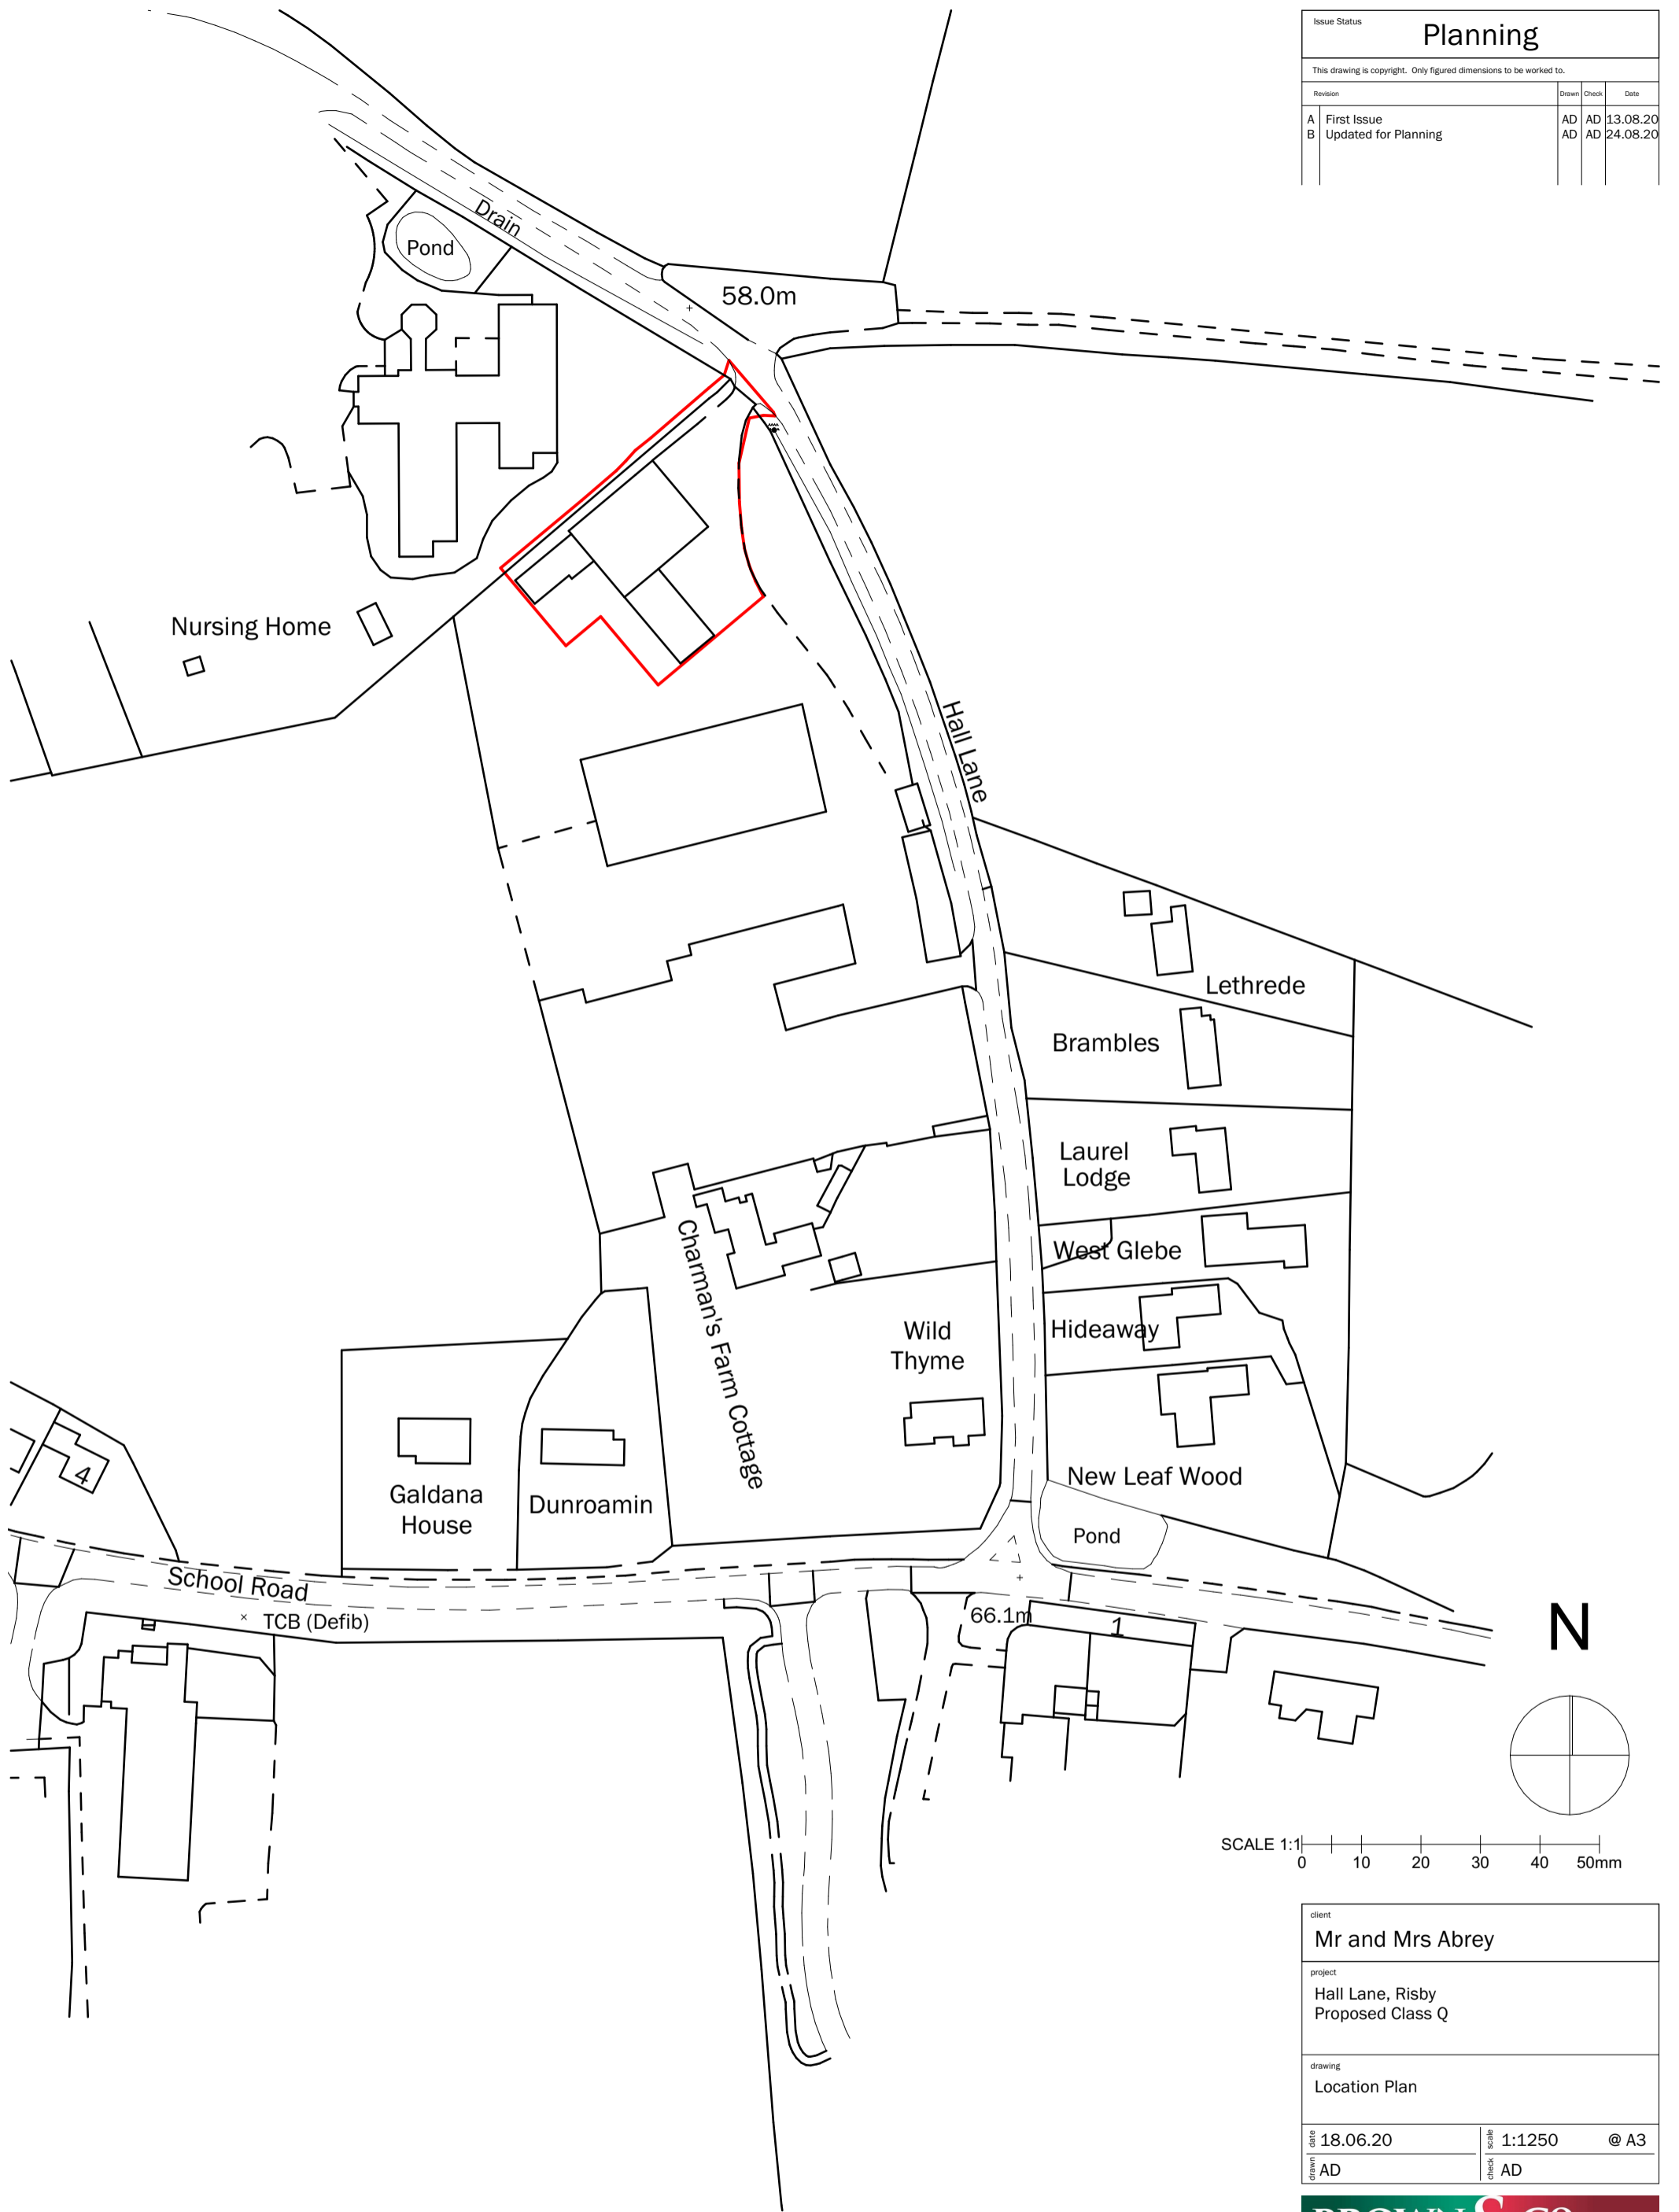 Issue Status
Planning
This drawing is copyright. Only figured dimensions to be worked to.
Revision Drawn Check Date
A First Issue AD AD 13.08.20
B Updated for Planning AD AD 24.08.20
Drain
Pond
58.0m
Nursing Home
Hall Lane
Lethrede
Brambles
Laurel
Lodge
West Glebe
Charman's Farm Cottage
Wild
Thyme
Hideaway
4
Galdana
House
Dunroamin
New Leaf Wood
Pond
School Road
TCB (Defib)
66.1m
1
N
SCALE 1:1
0 10 20 30 40 50mm
client
Mr and Mrs Abrey
project
Hall Lane, Risby
Proposed Class Q
drawing
Location Plan
date 18.06.20 scale 1:1250 @ A3
drawn AD check AD
BROWN & CO